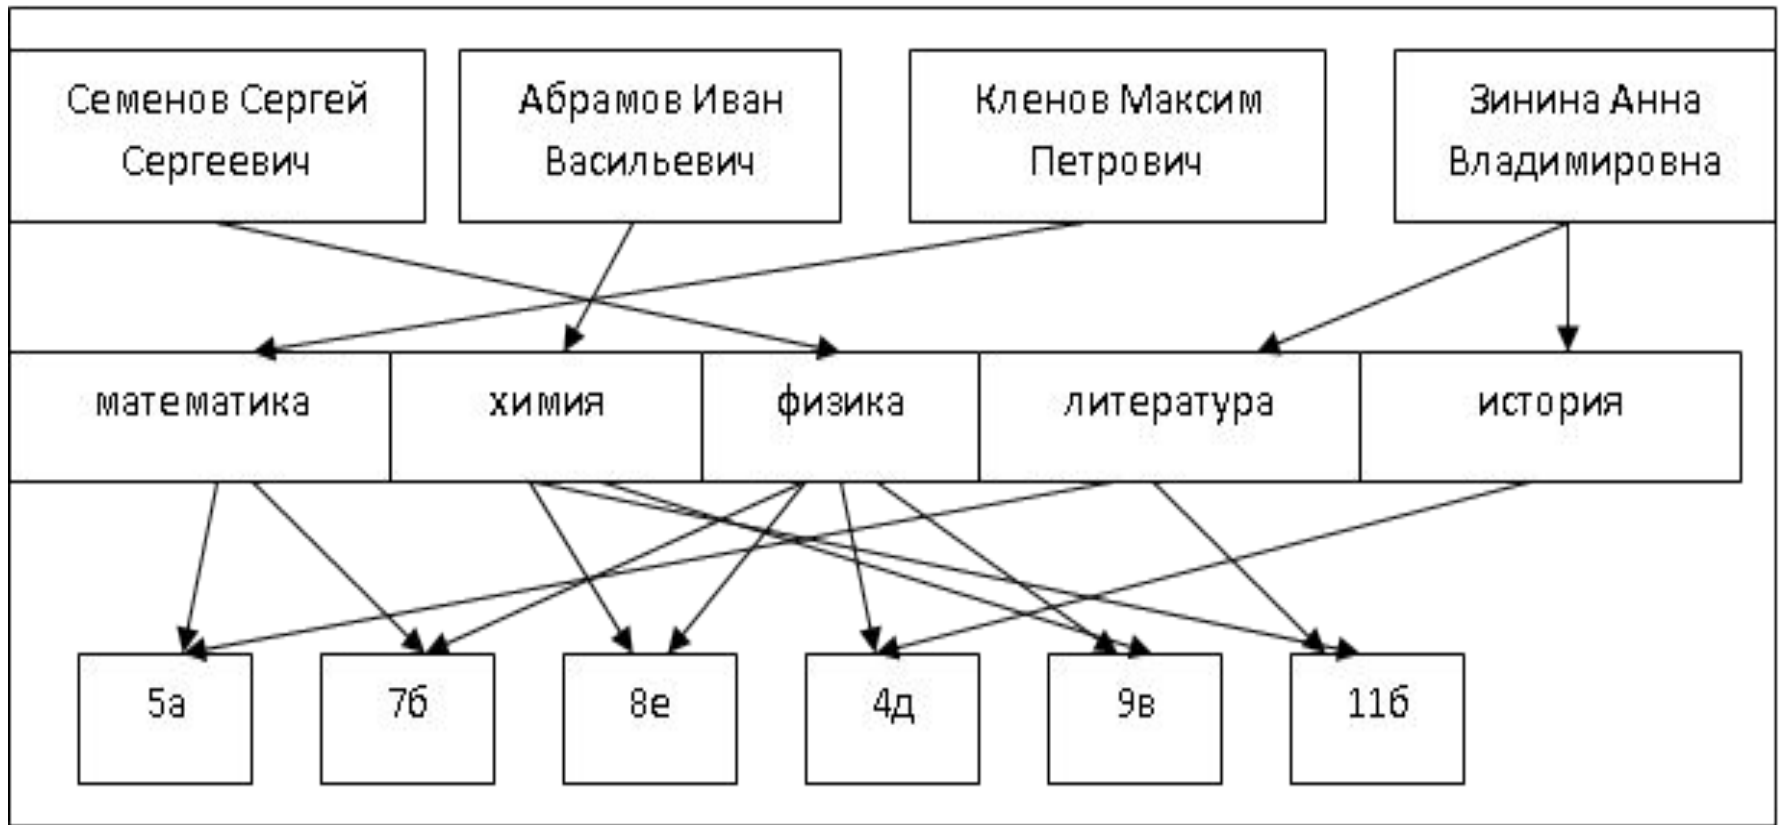 Семенов Сергей
Сергеевич
Абрамов Иван
Васильевич
Кленов Максим
Петрович
Зинина Анна
Владимировна
математика
химия
физика
литература
история
5а
7б
8е
4д
9в
11б